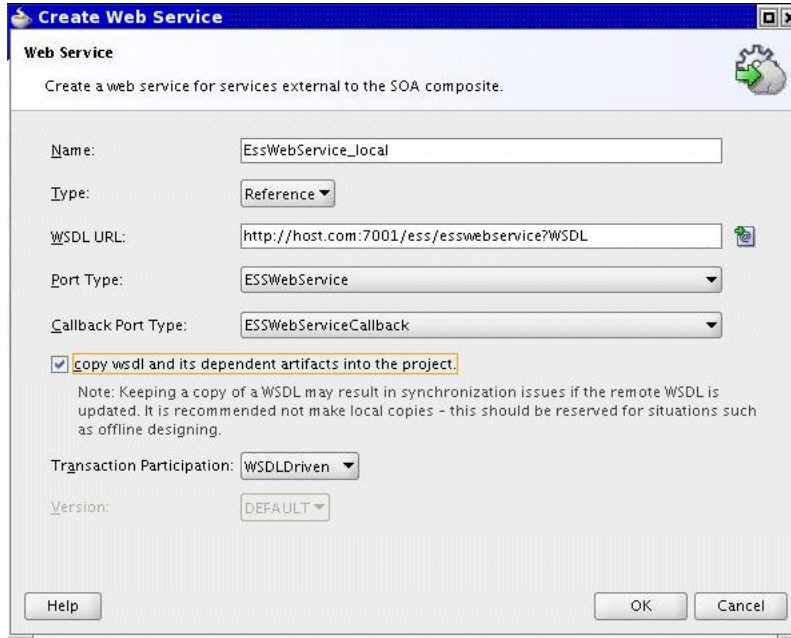 Create Web Service
Web Service
Create a web service for services external to the SOA composite.
Name: EssWebService_local
Type: Reference
WSDL URL: http://host.com:7001/ess/esswebservice?WSDL
Port Type: ESSWebService
Callback Port Type: ESSWebServiceCallback
copy wsdl and its dependent artifacts into the project.
Note: Keeping a copy of a WSDL may result in synchronization issues if the remote WSDL is
updated. It is recommended not make local copies - this should be reserved for situations such
as offline designing.
Transaction Participation: WSDLDriven
Version: DEFAULT
Help OK Cancel